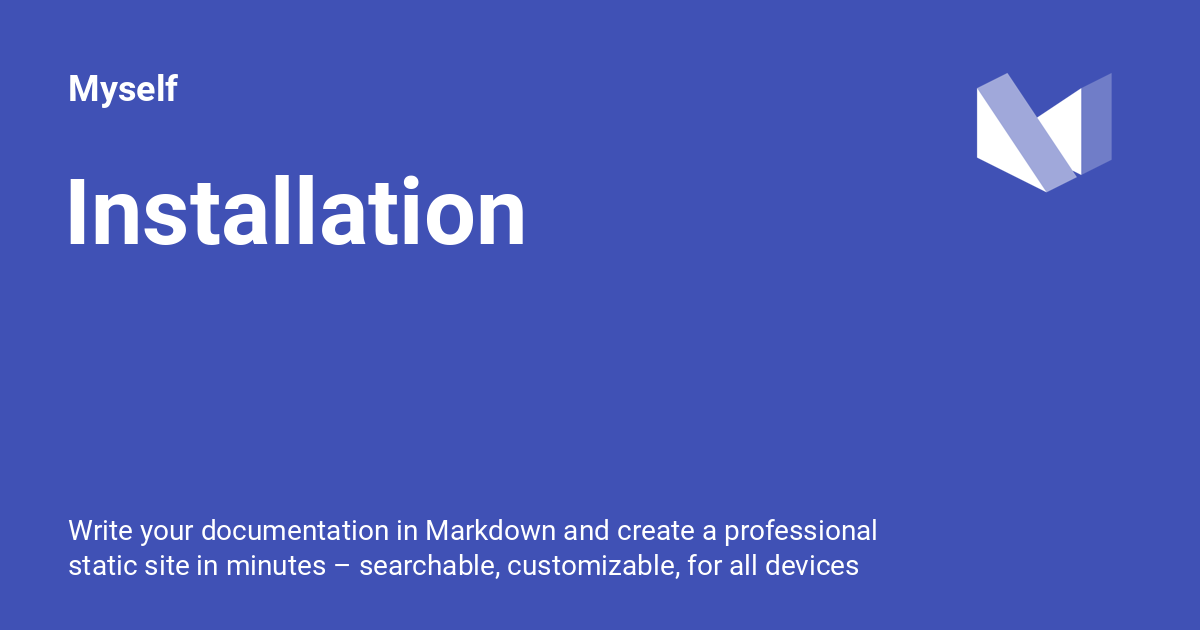 Myself
Installation
Write your documentation in Markdown and create a professional
static site in minutes – searchable, customizable, for all devices